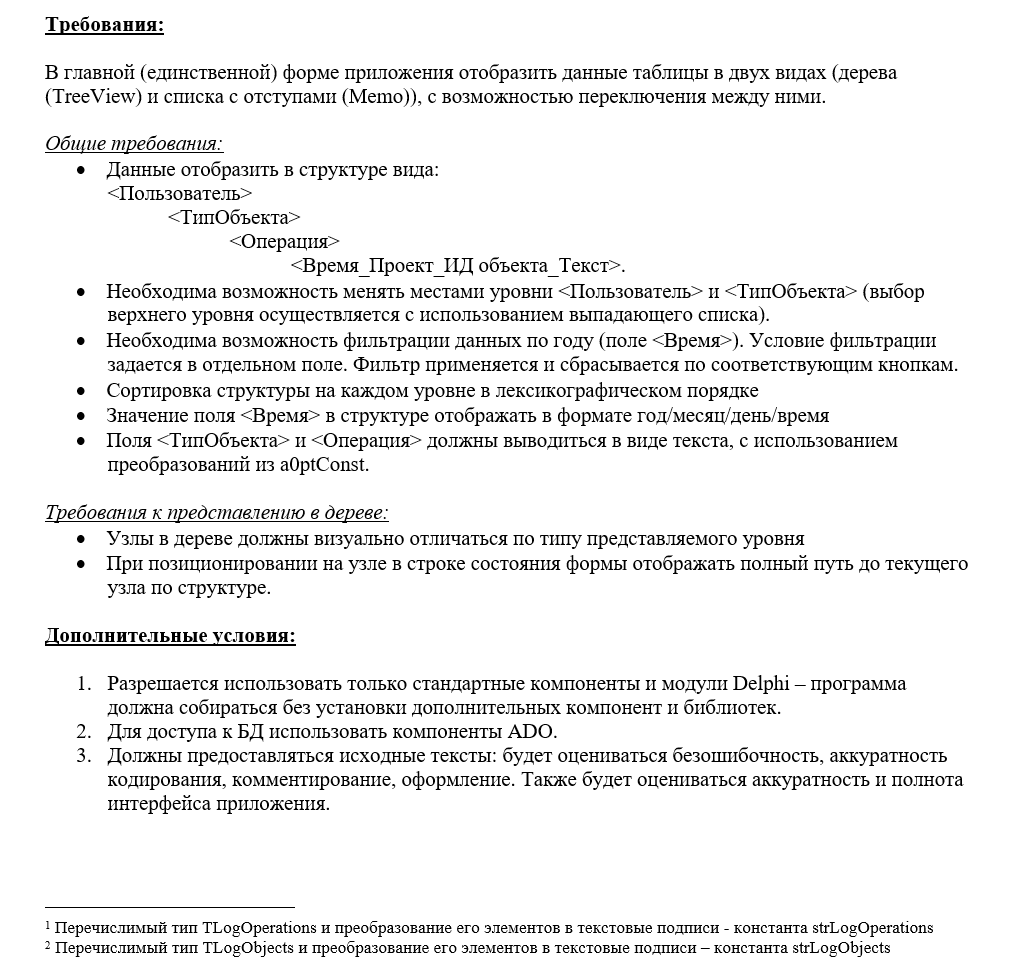 Требования:
В главной (единственной) форме приложения отобразить данные таблицы в двух видах (дерева
(TreeView) и списка с отступами (Memo)), с возможностью переключения между ними.
Общие требования:
• Данные отобразить в структуре вида:
<Пользователь>
<ТипОбъекта>
<Операция>
<Время_Проект_ИД объекта_Текст>.
• Необходима возможность менять местами уровни <Пользователь> и <ТипОбъекта> (выбор
верхнего уровня осуществляется с использованием выпадающего списка).
• Необходима возможность фильтрации данных по году (поле <Время>). Условие фильтрации
задается в отдельном поле. Фильтр применяется и сбрасывается по соответствующим кнопкам.
• Сортировка структуры на каждом уровне в лексикографическом порядке
• Значение поля <Время> в структуре отображать в формате год/месяц/день/время
• Поля <ТипОбъекта> и <Операция> должны выводиться в виде текста, с использованием
преобразований из a0ptConst.
Требования к представлению в дереве:
• Узлы в дереве должны визуально отличаться по типу представляемого уровня
• При позиционировании на узле в строке состояния формы отображать полный путь до текущего
узла по структуре.
Дополнительные условия:
1. Разрешается использовать только стандартные компоненты и модули Delphi – программа
должна собираться без установки дополнительных компонент и библиотек.
2. Для доступа к БД использовать компоненты ADO.
3. Должны предоставляться исходные тексты: будет оцениваться безошибочность, аккуратность
кодирования, комментирование, оформление. Также будет оцениваться аккуратность и полнота
интерфейса приложения.
1 Перечислимый тип TLogOperations и преобразование его элементов в текстовые подписи - константа strLogOperations
2 Перечислимый тип TLogObjects и преобразование его элементов в текстовые подписи – константа strLogObjects